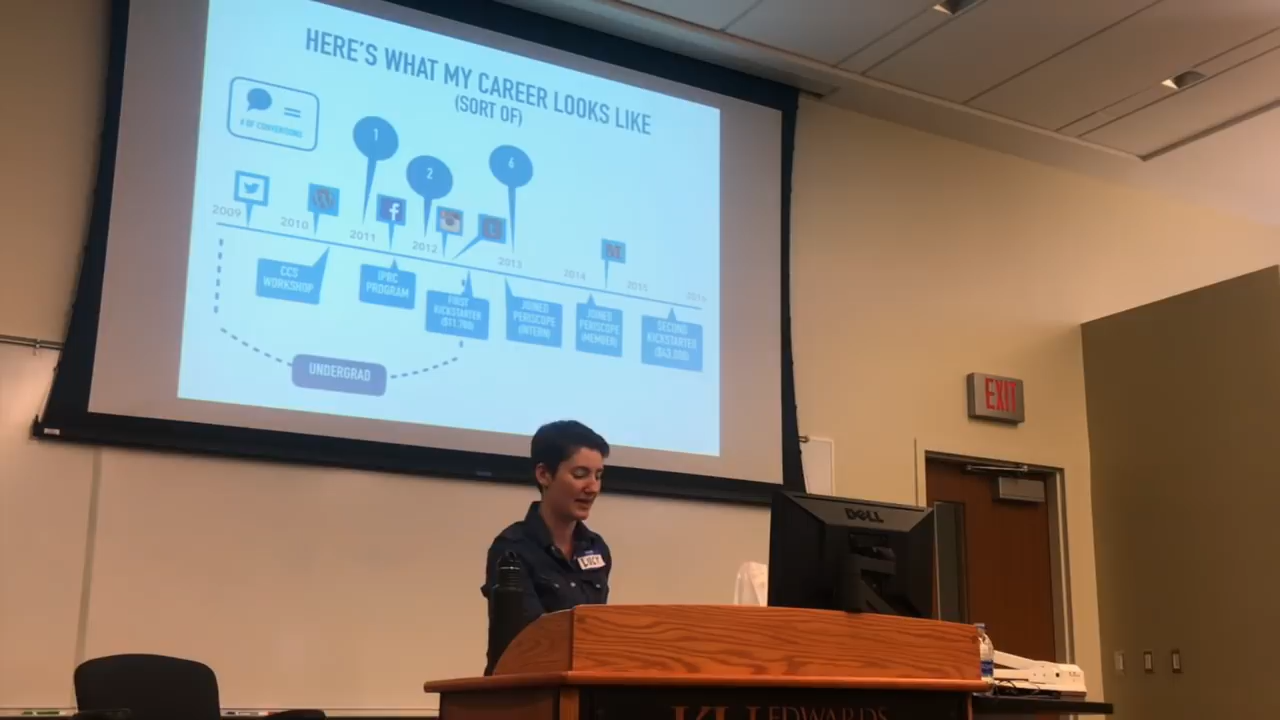 HERE'S WHAT MY CAREER LOOKS LIKE
(SORT OF)
# OF CONVENTIONS
1
2
6
2009
2010
2011
2012
2013
2014
2015
2016
CCS
WORKSHOP
IPRC
PROGRAM
FIRST
KICKSTARTER
($11,700)
JOINED
PERISCOPE
(INTERN)
JOINED
PERISCOPE
(MEMBER)
SECOND
KICKSTARTER
UNDERGRAD
EXIT
DELL
LUCY
KU EDWARDS